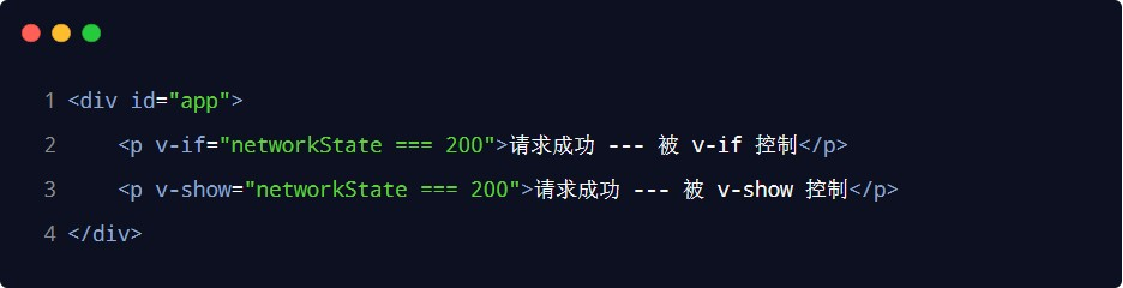 1 <div id="app">
2     <p v-if="networkState === 200">请求成功 --- 被 v-if 控制</p>
3     <p v-show="networkState === 200">请求成功 --- 被 v-show 控制</p>
4 </div>